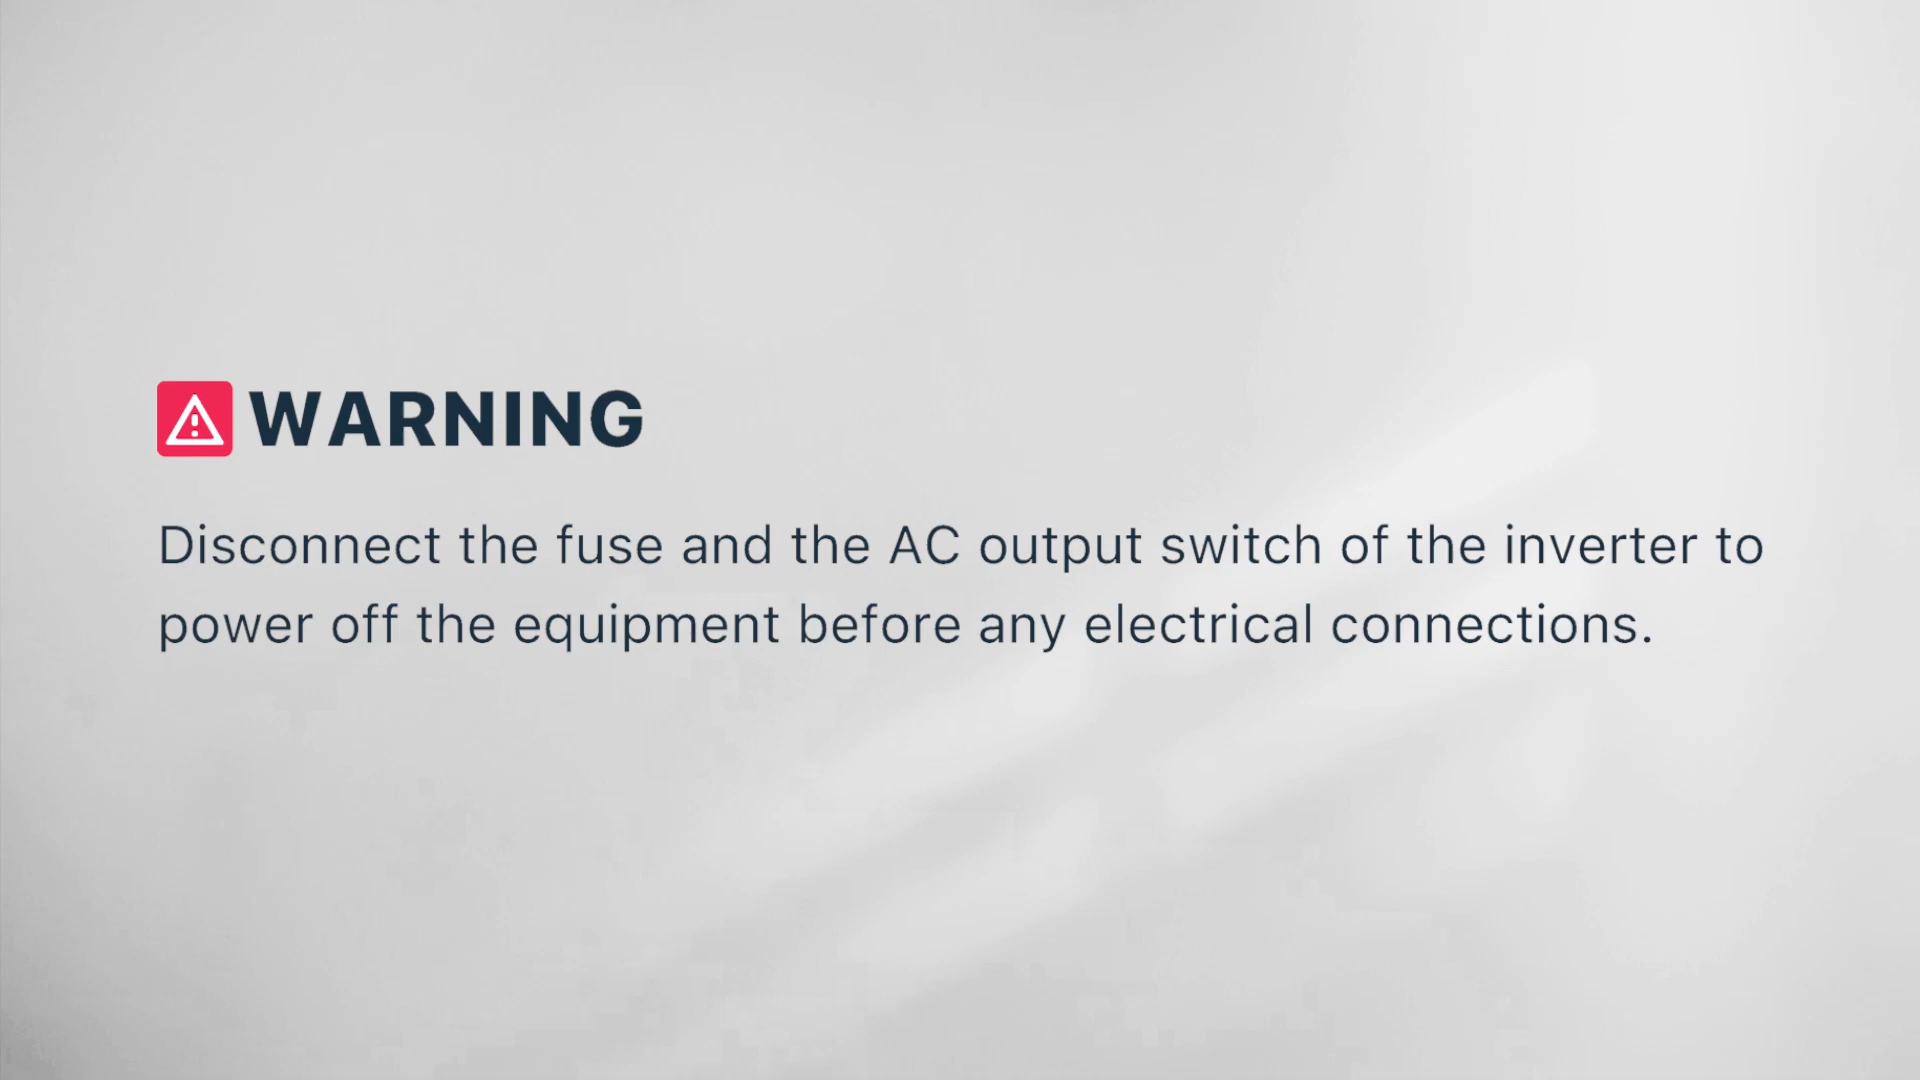 WARNING
Disconnect the fuse and the AC output switch of the inverter to
power off the equipment before any electrical connections.